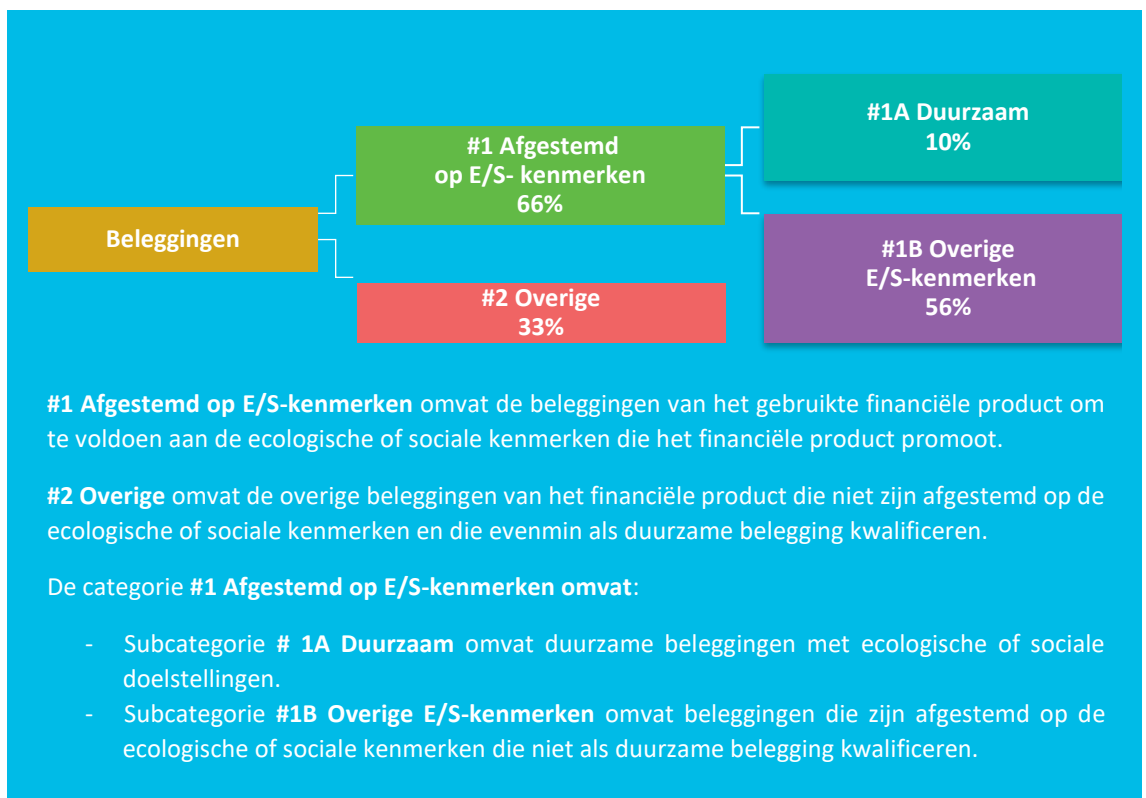 #1A Duurzaam
10%
#1 Afgestemd
op E/S- kenmerken
66%
Beleggingen
#1B Overige
E/S-kenmerken
56%
#2 Overige
33%
#1 Afgestemd op E/S-kenmerken omvat de beleggingen van het gebruikte financiële product om
te voldoen aan de ecologische of sociale kenmerken die het financiële product promoot.
#2 Overige omvat de overige beleggingen van het financiële product die niet zijn afgestemd op de
ecologische of sociale kenmerken en die evenmin als duurzame belegging kwalificeren.
De categorie #1 Afgestemd op E/S-kenmerken omvat:
- Subcategorie # 1A Duurzaam omvat duurzame beleggingen met ecologische of sociale
doelstellingen.
- Subcategorie #1B Overige E/S-kenmerken omvat beleggingen die zijn afgestemd op de
ecologische of sociale kenmerken die niet als duurzame belegging kwalificeren.